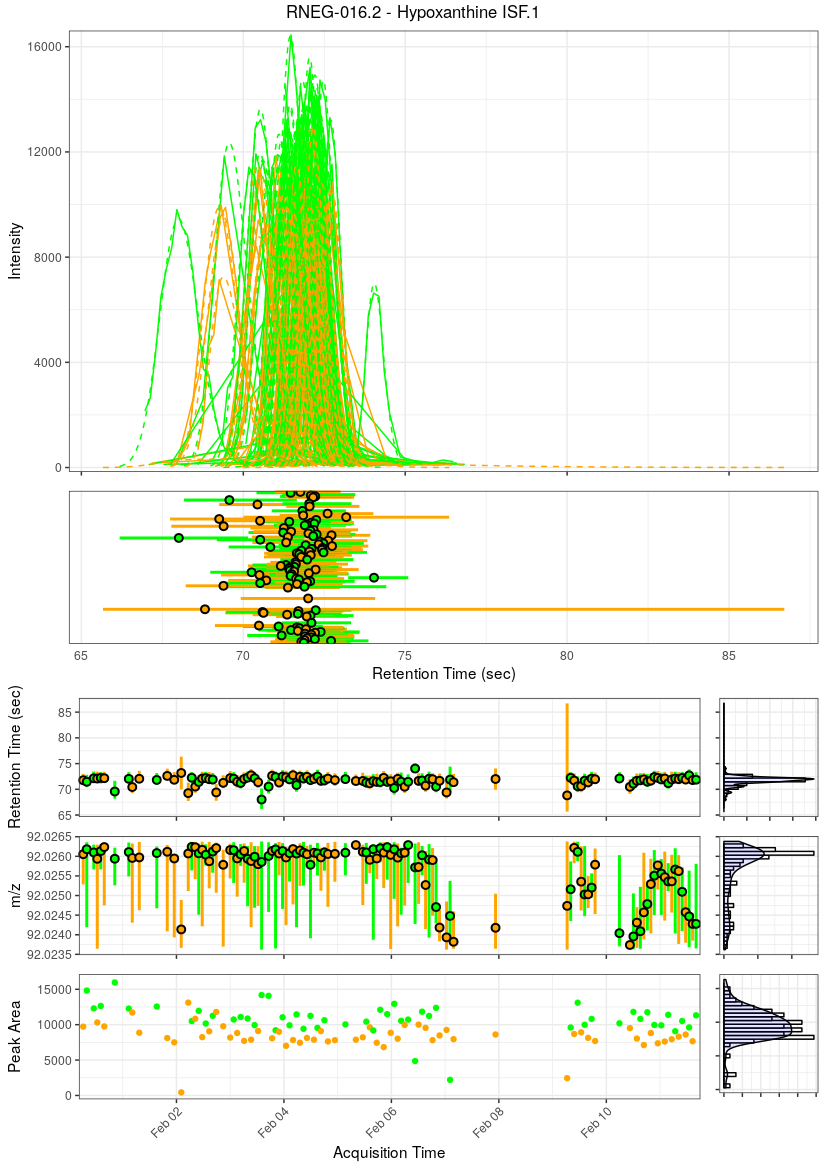 RNEG-016.2 - Hypoxanthine ISF.1
16000
12000
8000
4000
0
Intensity
65 70 75 80 85
Retention Time (sec)
85
80
75
70
65
Retention Time (sec)
92.0265
92.0260
92.0255
92.0250
92.0245
92.0240
92.0235
m/z
15000
10000
5000
0
Peak Area
Feb 02 Feb 04 Feb 06 Feb 08 Feb 10
Acquisition Time